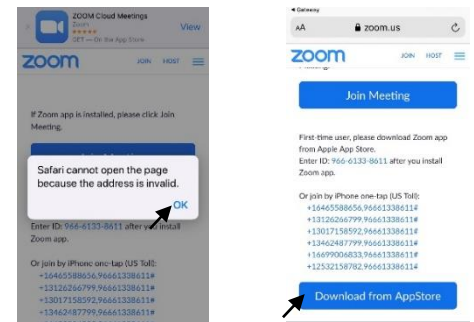 ZOOM Cloud Meetings
Zoom
GET — On the App Store
View
zoom
JOIN
HOST
If Zoom app is installed, please click Join
Meeting.
Safari cannot open the page
because the address is invalid.
OK
Enter ID: 966-6133-8611 after you install
Zoom app.
Or join by iPhone one-tap (US Toll):
+16465588656,96661338611#
+13126266799,96661338611#
+13017158592,96661338611#
+13462487799,96661338611#
Gateway
AA
zoom.us
zoom
JOIN
HOST
Join Meeting
First-time user, please download Zoom app
from Apple App Store.
Enter ID: 966-6133-8611 after you install
Zoom app.
Or join by iPhone one-tap (US Toll):
+16465588656,96661338611#
+13126266799,96661338611#
+13017158592,96661338611#
+13462487799,96661338611#
+16699006833,96661338611#
+12532158782,96661338611#
Download from AppStore